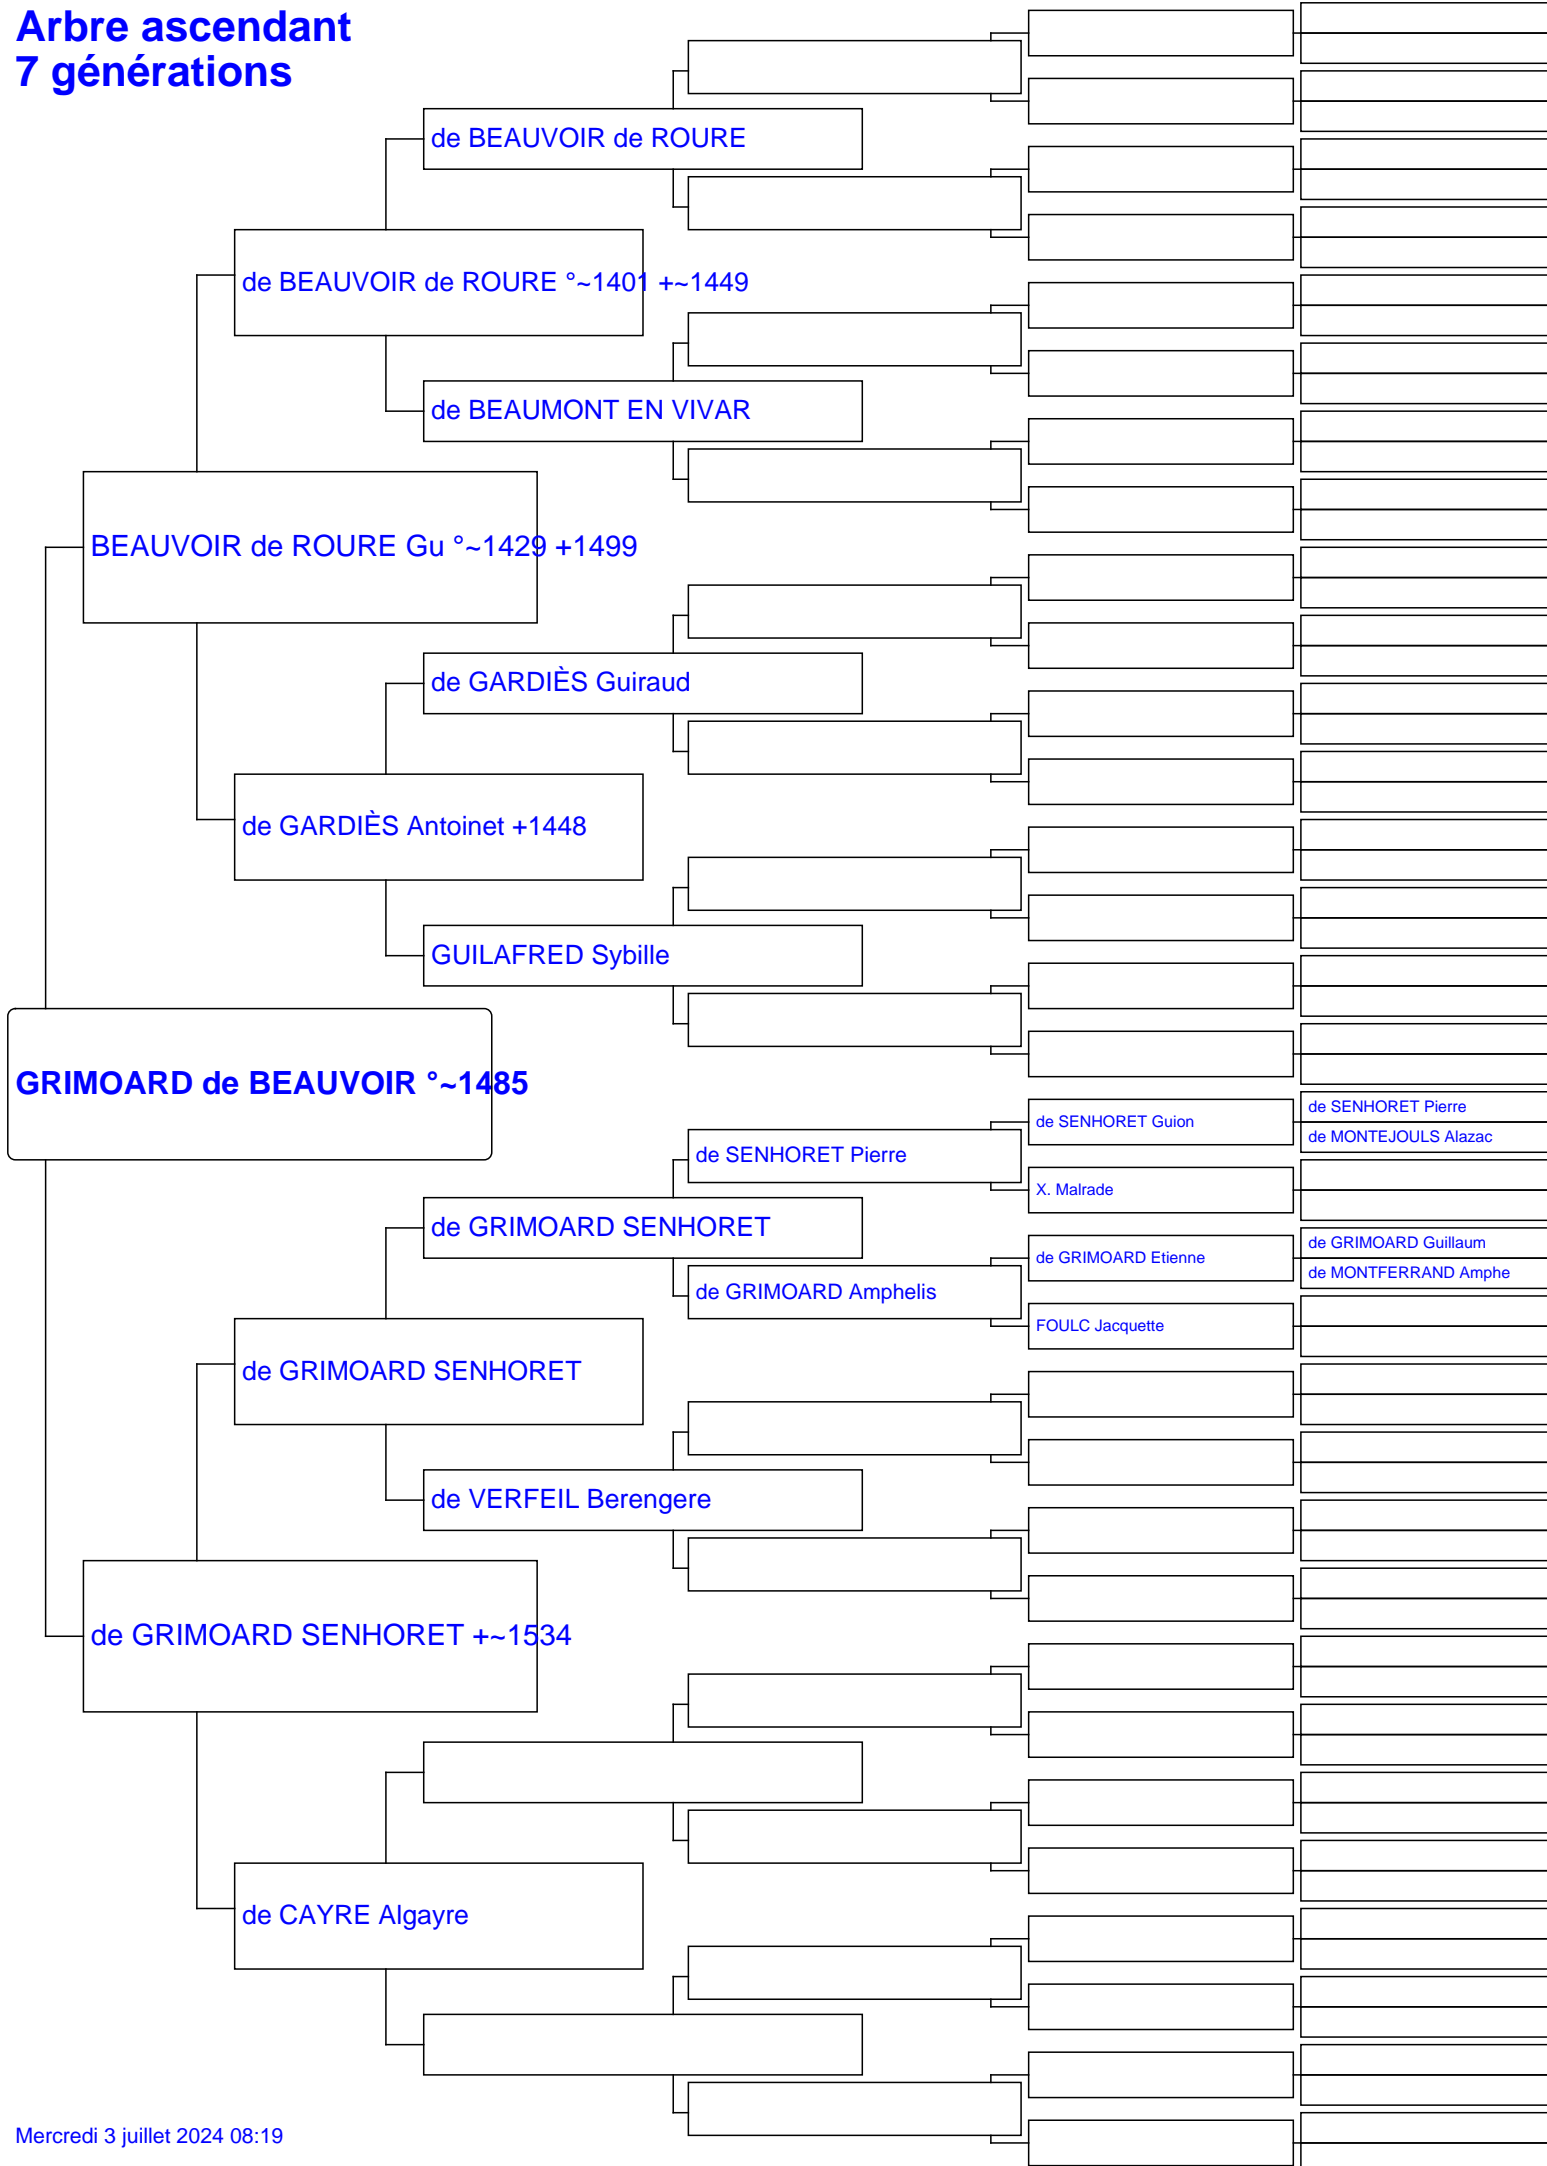 Arbre ascendant
7 générations
de BEAUVOIR de ROURE
de BEAUVOIR de ROURE °~1401 +~1449
de BEAUMONT EN VIVAR
BEAUVOIR de ROURE Gu °~1429 +1499
de GARDIÈS Guiraud
de GARDIÈS Antoinet +1448
GUILAFRED Sybille
GRIMOARD de BEAUVOIR °~1485
de SENHORET Pierre
de SENHORET Guion
de MONTEJOULS Alazac
de SENHORET Pierre
X. Malrade
de GRIMOARD SENHORET
de GRIMOARD Guillaum
de GRIMOARD Etienne
de MONTFERRAND Amphe
de GRIMOARD Amphelis
FOULC Jacquette
de GRIMOARD SENHORET
de VERFEIL Berengere
de GRIMOARD SENHORET +~1534
de CAYRE Algayre
Mercredi 3 juillet 2024 08:19